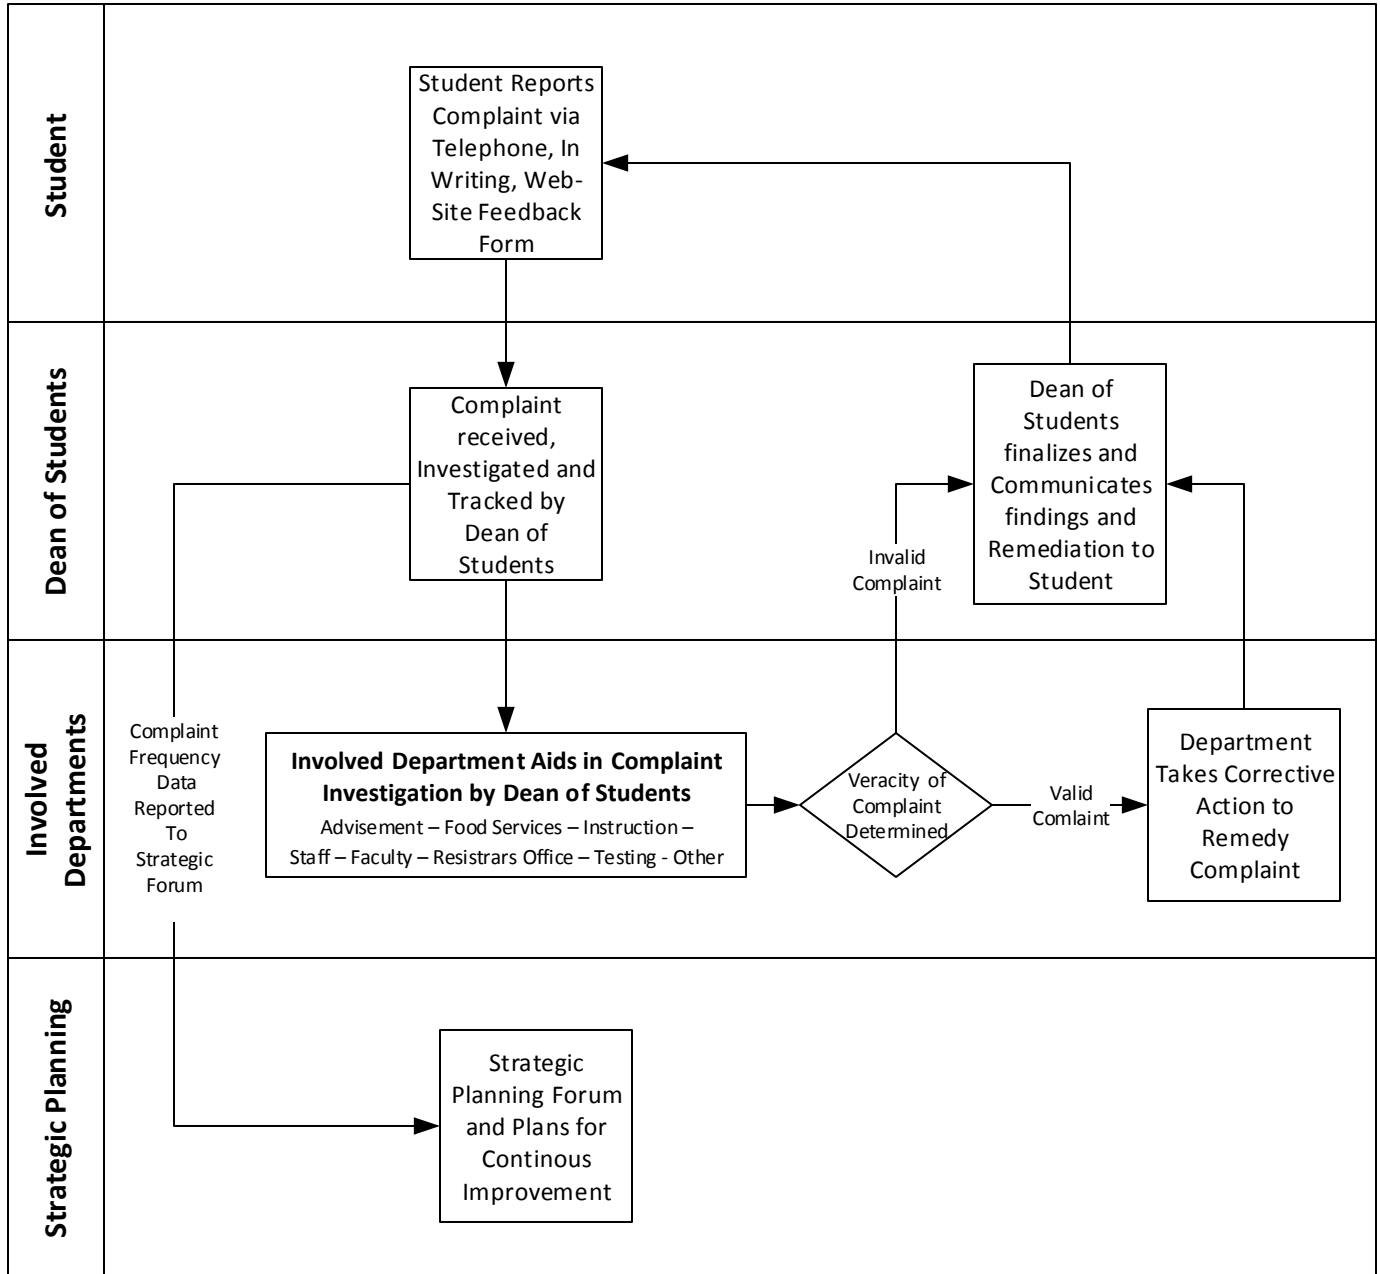 Student
Student Reports
Complaint via
Telephone, In
Writing, Web-
Site Feedback
Form
Dean of Students
Complaint
received,
Investigated and
Tracked by
Dean of
Students
Dean of
Students
finalizes and
Communicates
findings and
Remediation to
Student
Invalid
Complaint
Involved
Departments
Complaint
Frequency
Data
Reported
To
Strategic
Forum
Involved Department Aids in Complaint
Investigation by Dean of Students
Advisement – Food Services – Instruction –
Staff – Faculty – Resistrars Office – Testing - Other
Veracity of
Complaint
Determined
Valid
Comlaint
Department
Takes Corrective
Action to
Remedy
Complaint
Strategic Planning
Strategic
Planning Forum
and Plans for
Continous
Improvement